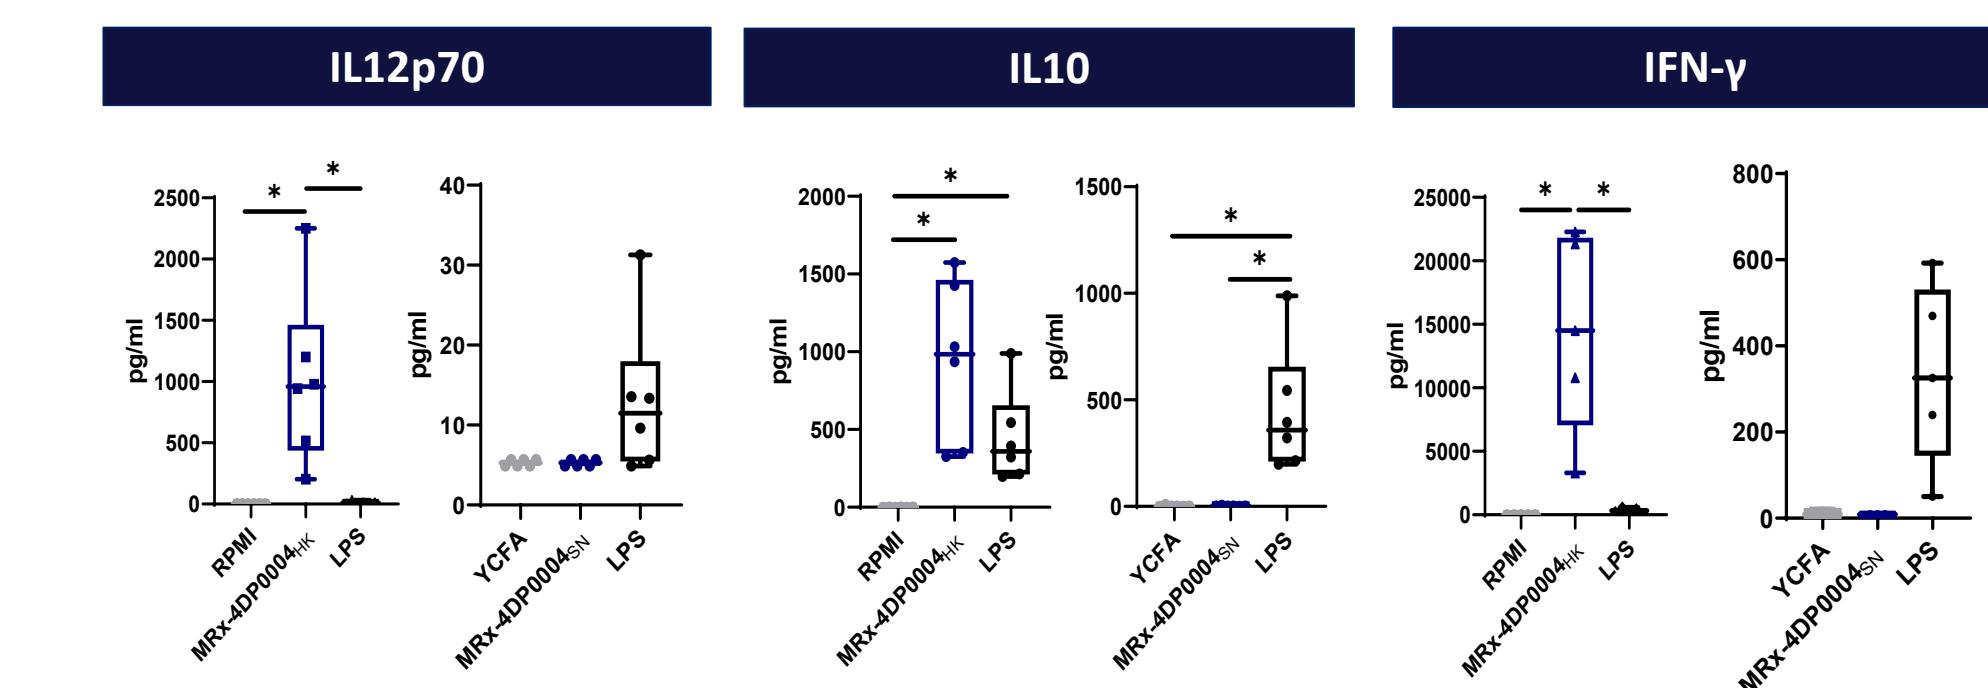 IL12p70
IL10
IFN-γ
*
*
2500
2000
1500
1000
500
0
pg/ml
RPMI
MRx-4DP0004HK
LPS
40
30
20
10
0
pg/ml
YCFA
MRx-4DP0004SN
LPS
*
*
2000
1500
1000
500
0
pg/ml
RPMI
MRx-4DP0004HK
LPS
*
*
1500
1000
500
0
pg/ml
YCFA
MRx-4DP0004SN
LPS
*
*
25000
20000
15000
10000
5000
0
pg/ml
RPMI
MRx-4DP0004HK
LPS
800
600
400
200
0
pg/ml
YCFA
MRx-4DP0004SN
LPS